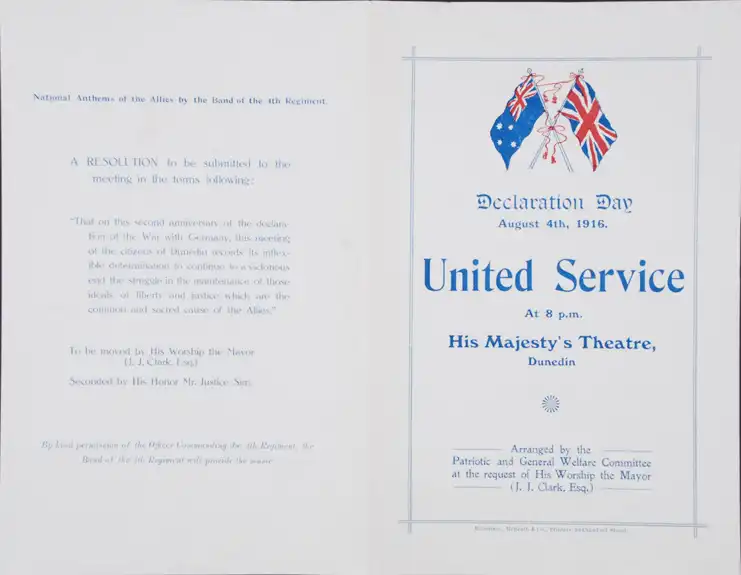 National Anthems of the Allies by the Band of the 4th Regiment.
A RESOLUTION to be submitted to the
meeting in the terms following:
"That on this second anniversary of the declara-
tion of the War with Germany, this meeting
of the citizens of Dunedin records its inflex-
ible determination to continue to a victorious
end the struggle in the maintenance of those
ideals of liberty and justice which are the
common and sacred cause of the Allies."
To be moved by His Worship the Mayor
(J. J. Clark, Esq.)
Seconded by His Honor Mr. Justice Sim.
By kind permission of the Officer Commanding the 4th Regiment, the
Band of the 4th Regiment will provide the music
Declaration Day
August 4th, 1916.
United Service
At 8 p.m.
His Majesty's Theatre,
Dunedin
Arranged by the
Patriotic and General Welfare Committee
at the request of His Worship the Mayor
(J. J. Clark, Esq.)